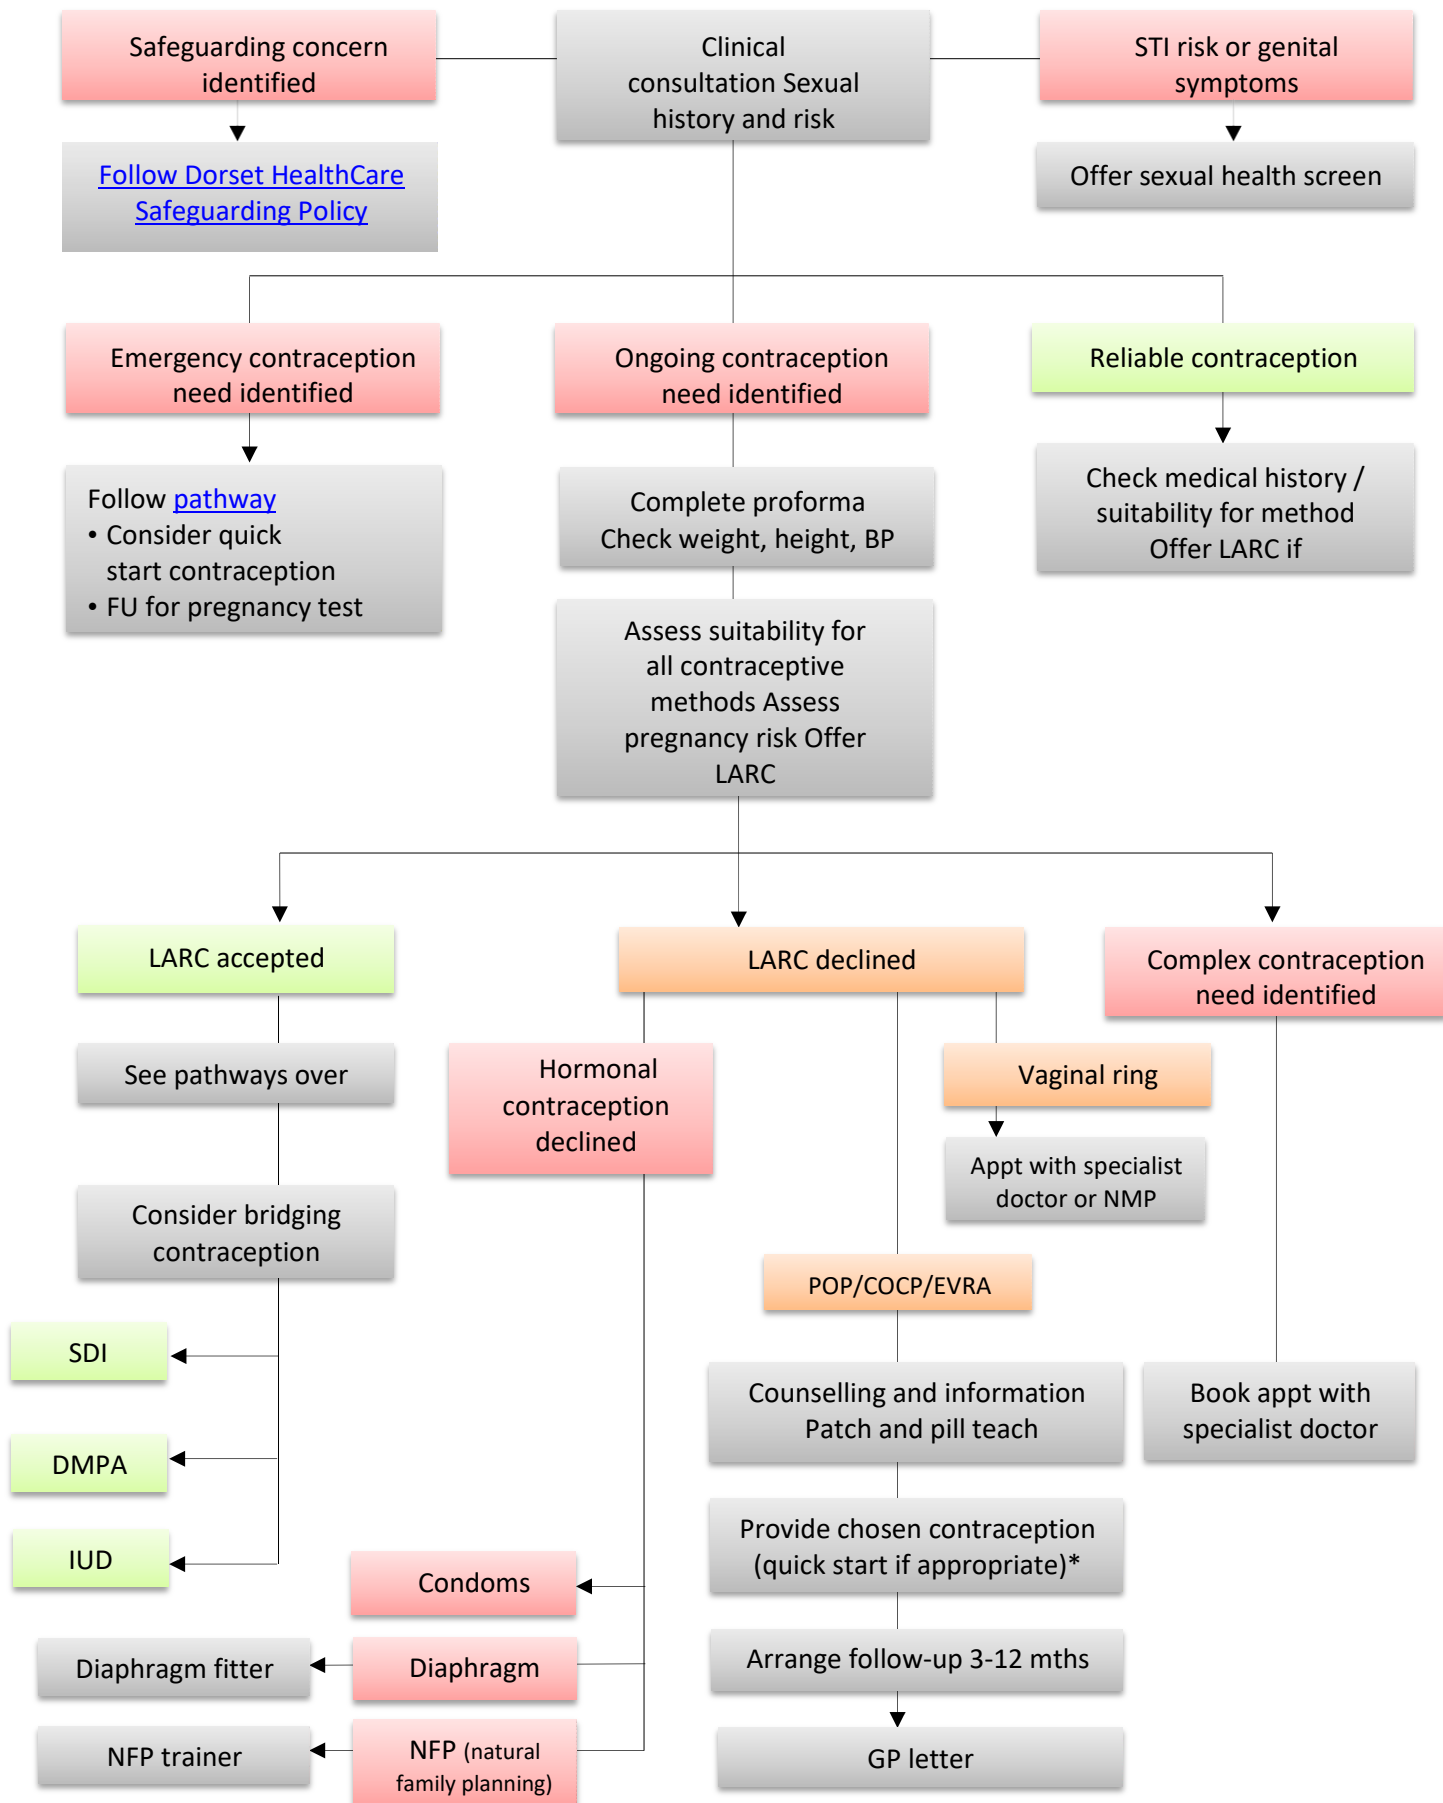 Safeguarding concern
identified
Clinical
consultation Sexual
history and risk
STI risk or genital
symptoms
Follow Dorset HealthCare
Safeguarding Policy
Offer sexual health screen
Emergency contraception
need identified
Ongoing contraception
need identified
Reliable contraception
Follow pathway
• Consider quick
start contraception
• FU for pregnancy test
Complete proforma
Check weight, height, BP
Check medical history /
suitability for method
Offer LARC if
Assess suitability for
all contraceptive
methods Assess
pregnancy risk Offer
LARC
LARC accepted
LARC declined
Complex contraception
need identified
See pathways over
Hormonal
contraception
declined
Vaginal ring
Appt with specialist
doctor or NMP
Consider bridging
contraception
POP/COCP/EVRA
SDI
DMPA
IUD
Counselling and information
Patch and pill teach
Book appt with
specialist doctor
Provide chosen contraception
(quick start if appropriate)*
Condoms
Diaphragm fitter
Diaphragm
Arrange follow-up 3-12 mths
NFP trainer
NFP (natural
family planning)
GP letter